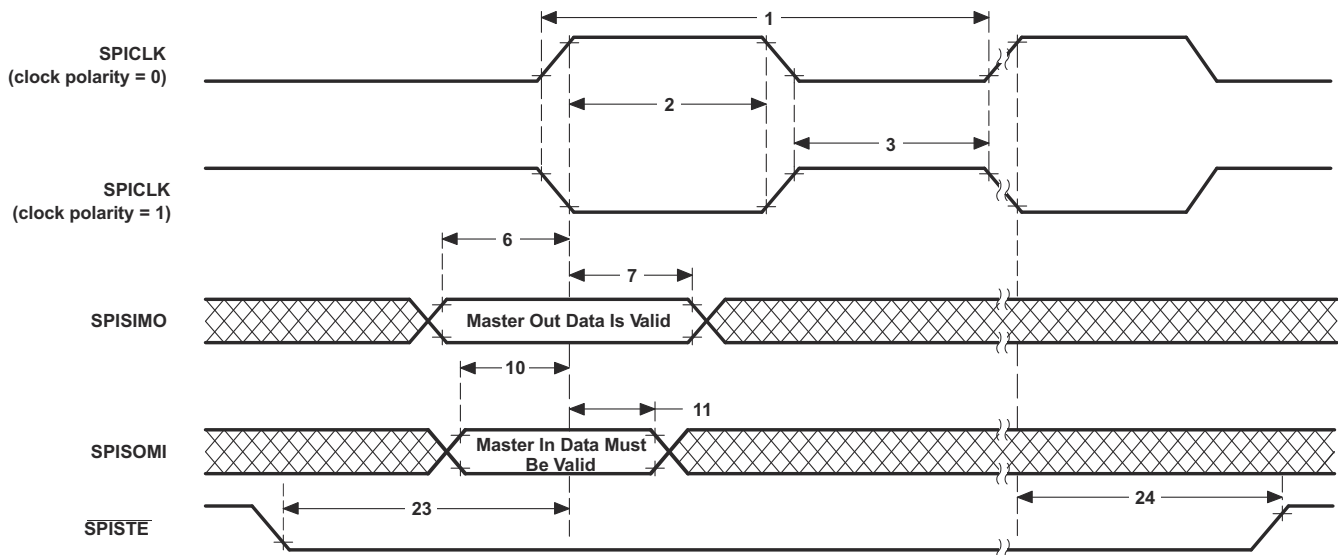 1
SPICLK
(clock polarity = 0)
2
3
SPICLK
(clock polarity = 1)
6
7
SPISIMO
Master Out Data Is Valid
10
11
SPISOMI
Master In Data Must
Be Valid
24
23
SPISTE